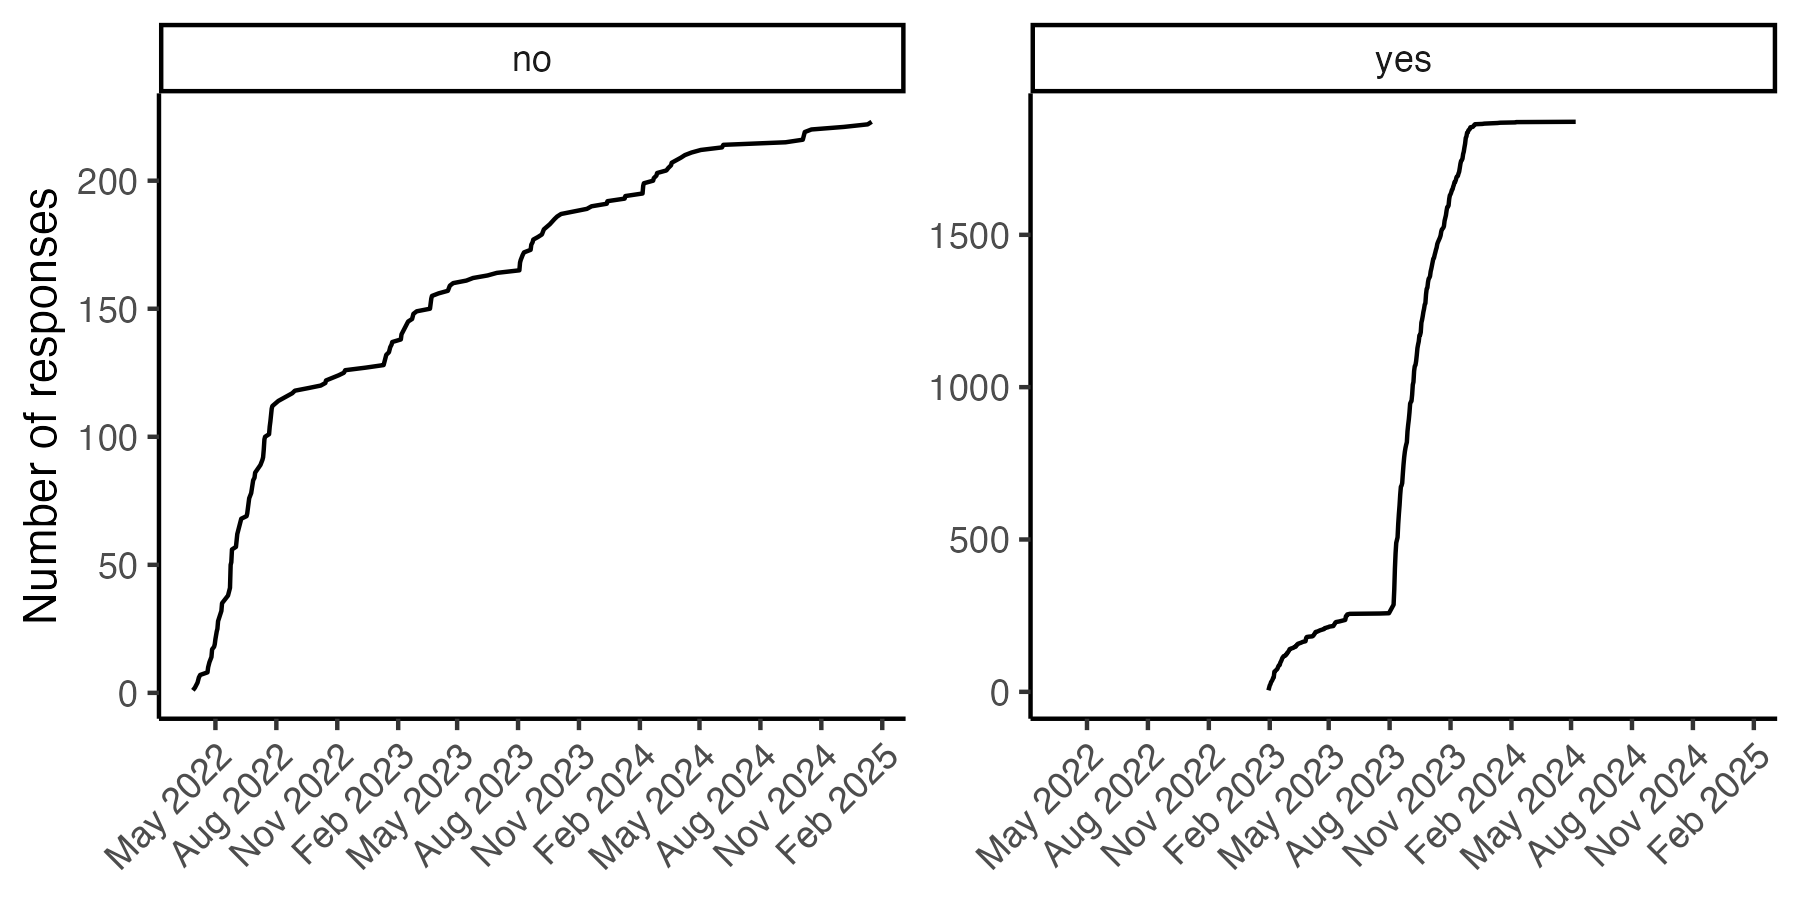 no
yes
Number of responses
200
150
100
50
0
1500
1000
500
0
May 2022
Aug 2022
Nov 2022
Feb 2023
May 2023
Aug 2023
Nov 2023
Feb 2024
May 2024
Aug 2024
Nov 2024
Feb 2025
May 2022
Aug 2022
Nov 2022
Feb 2023
May 2023
Aug 2023
Nov 2023
Feb 2024
May 2024
Aug 2024
Nov 2024
Feb 2025